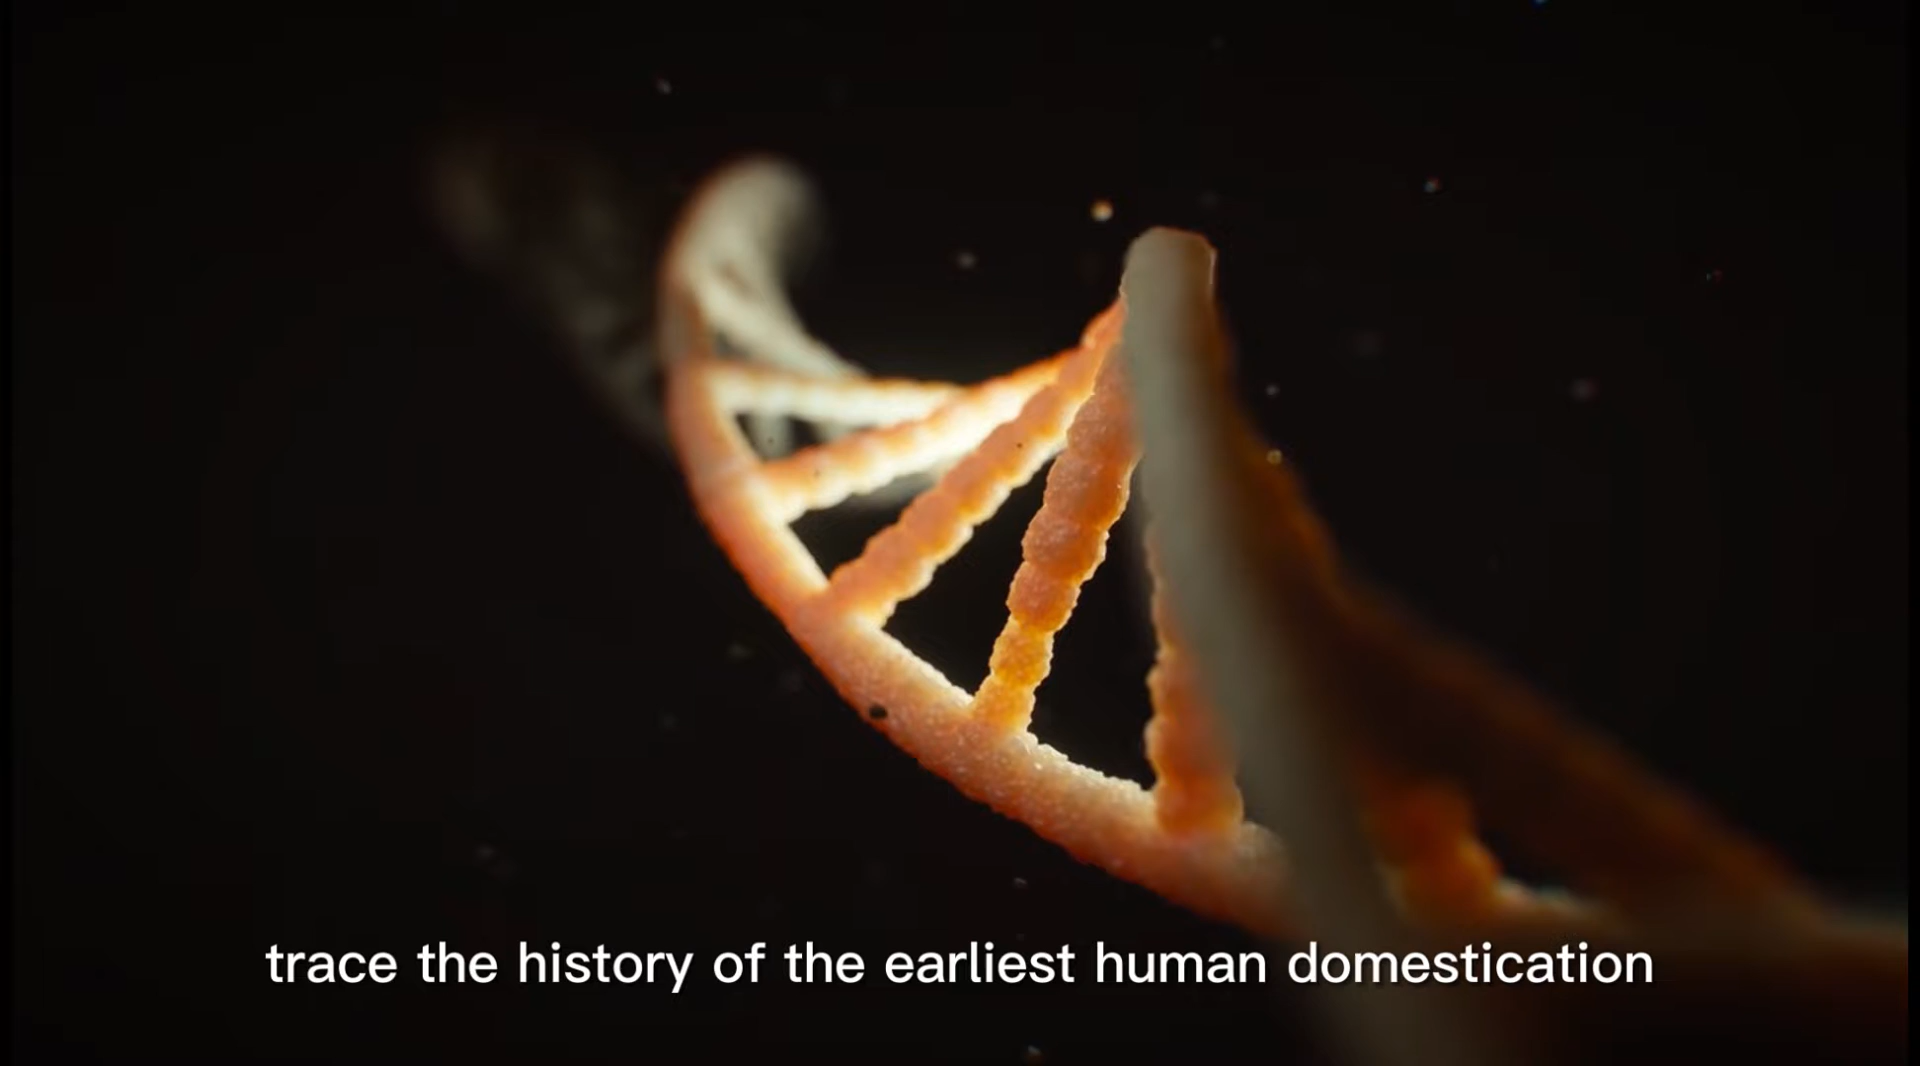 trace the history of the earliest human domestication